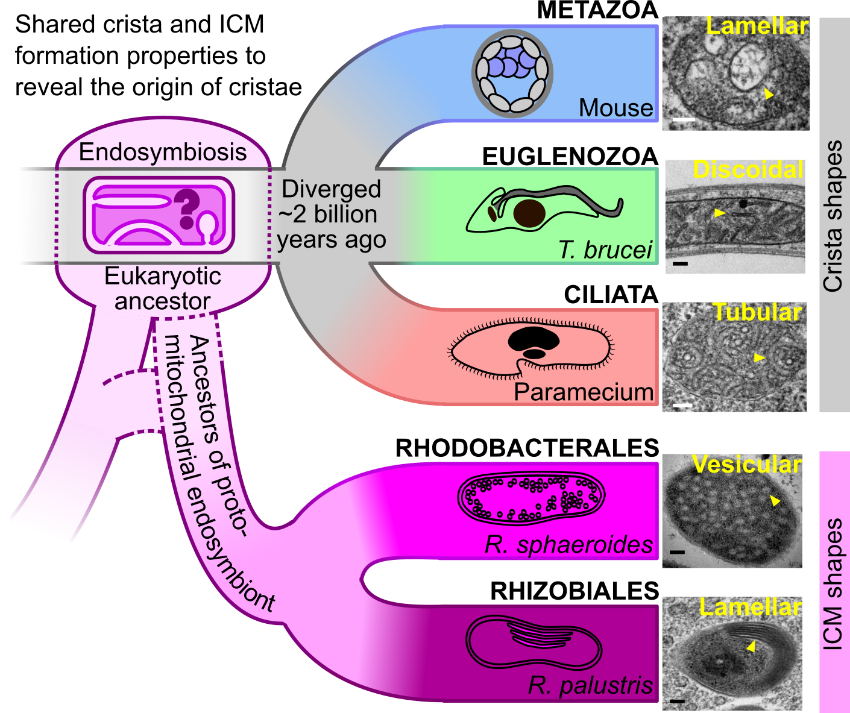 Shared crista and ICM
formation properties to
reveal the origin of cristae
METAZOA
Mouse
Lamellar
Endosymbiosis
?
Eukaryotic
ancestor
Diverged
~2 billion
years ago
EUGLENOZOA
T. brucei
Discoidal
CILIATA
Paramecium
Tubular
Crista shapes
Ancestors of proto-
mitochondrial endosymbiont
RHODOBACTERALES
R. sphaeroides
Vesicular
RHIZOBIALES
R. palustris
Lamellar
ICM shapes